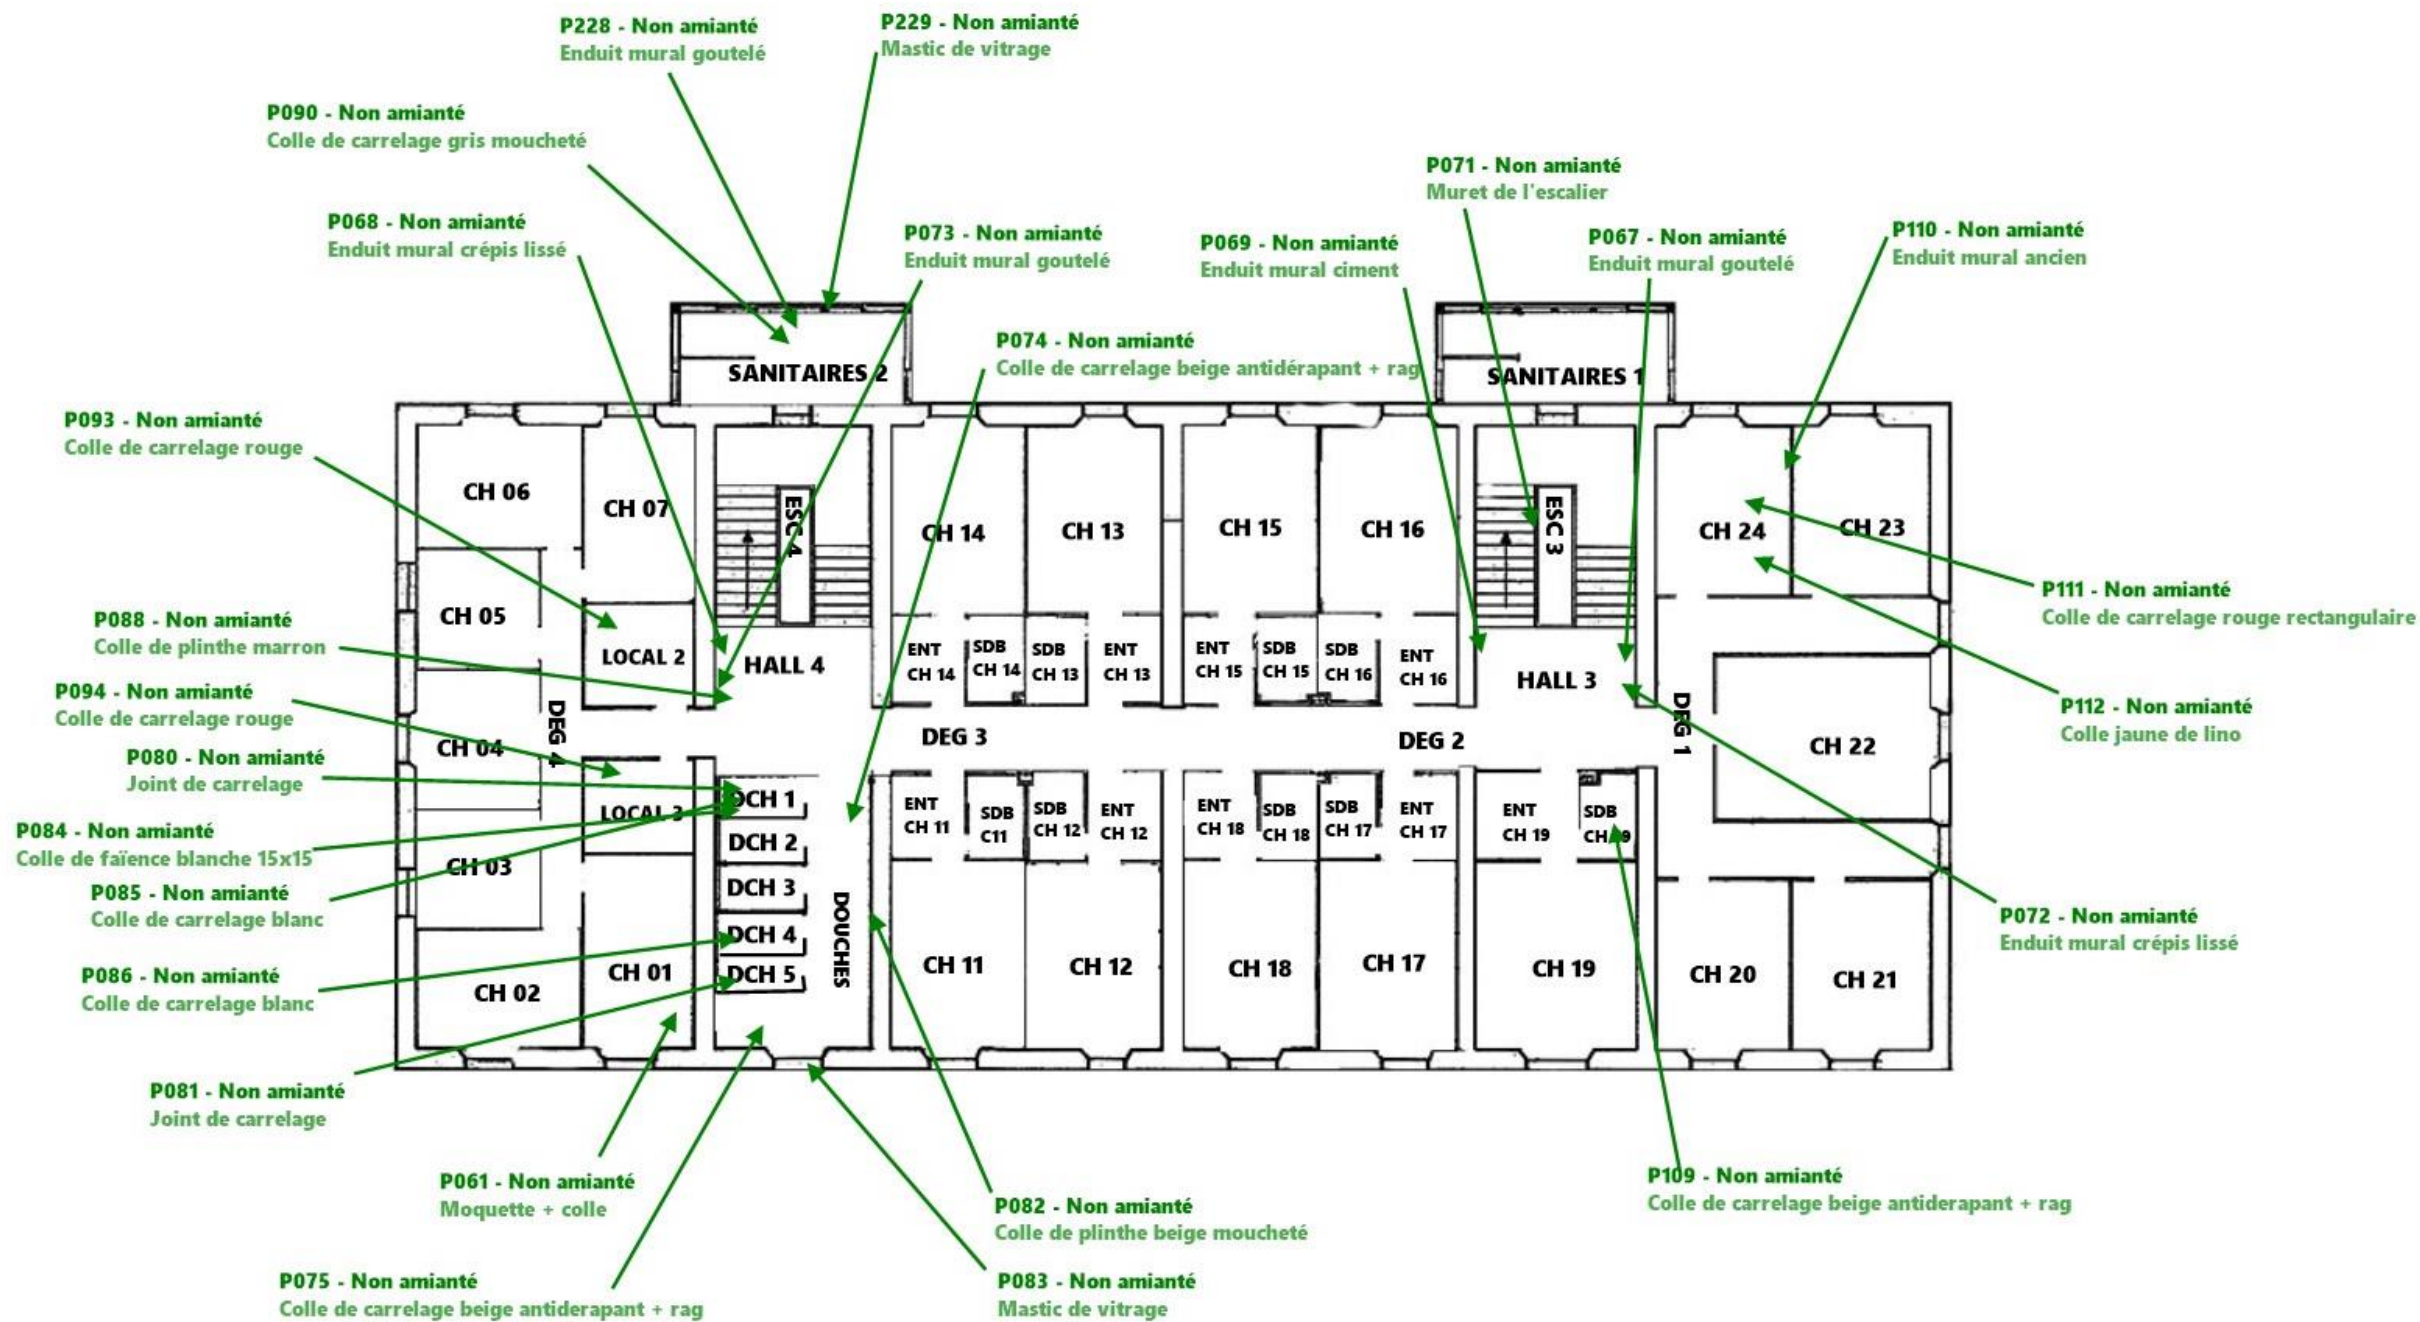 P228 - Non amianté
Enduit mural goutelé
P229 - Non amianté
Mastic de vitrage
P090 - Non amianté
Colle de carrelage gris moucheté
P071 - Non amianté
Muret de l'escalier
P068 - Non amianté
Enduit mural crépis lissé
P073 - Non amianté
Enduit mural goutelé
P069 - Non amianté
Enduit mural ciment
P067 - Non amianté
Enduit mural goutelé
P110 - Non amianté
Enduit mural ancien
P074 - Non amianté
Colle de carrelage beige antidérapant + rag
SANITAIRES 2
SANITAIRES 1
P093 - Non amianté
Colle de carrelage rouge
CH 06
CH 07
ESC 4
CH 14
CH 13
CH 15
CH 16
ESC 3
CH 24
CH 23
P111 - Non amianté
Colle de carrelage rouge rectangulaire
CH 05
P088 - Non amianté
Colle de plinthe marron
LOCAL 2
HALL 4
ENT
CH 14
SDB
CH 14
SDB
CH 13
ENT
CH 13
ENT
CH 15
SDB
CH 15
SDB
CH 16
ENT
CH 16
HALL 3
P094 - Non amianté
Colle de carrelage rouge
DEG 4
CH 04
DEG 3
DEG 2
DEG 1
CH 22
P112 - Non amianté
Colle jaune de lino
P080 - Non amianté
Joint de carrelage
DCH 1
LOCAL 3
ENT
CH 11
SDB
C11
SDB
CH 12
ENT
CH 12
ENT
CH 18
SDB
CH 18
SDB
CH 17
ENT
CH 17
ENT
CH 19
SDB
CH 19
P084 - Non amianté
Colle de faïence blanche 15x15
DCH 2
CH 03
DCH 3
P085 - Non amianté
Colle de carrelage blanc
DOUCHES
DCH 4
P072 - Non amianté
Enduit mural crépis lissé
P086 - Non amianté
Colle de carrelage blanc
CH 02
CH 01
DCH 5
CH 11
CH 12
CH 18
CH 17
CH 19
CH 20
CH 21
P081 - Non amianté
Joint de carrelage
P061 - Non amianté
Moquette + colle
P082 - Non amianté
Colle de plinthe beige moucheté
P109 - Non amianté
Colle de carrelage beige antiderapant + rag
P075 - Non amianté
Colle de carrelage beige antiderapant + rag
P083 - Non amianté
Mastic de vitrage